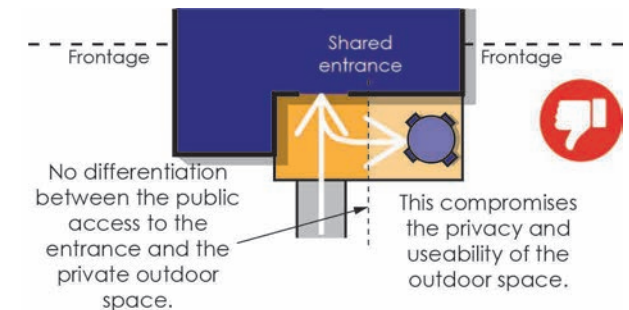 Shared
entrance
Frontage
Frontage
No differentiation
between the public
access to the
entrance and the
private outdoor
space.
This compromises
the privacy and
useability of the
outdoor space.